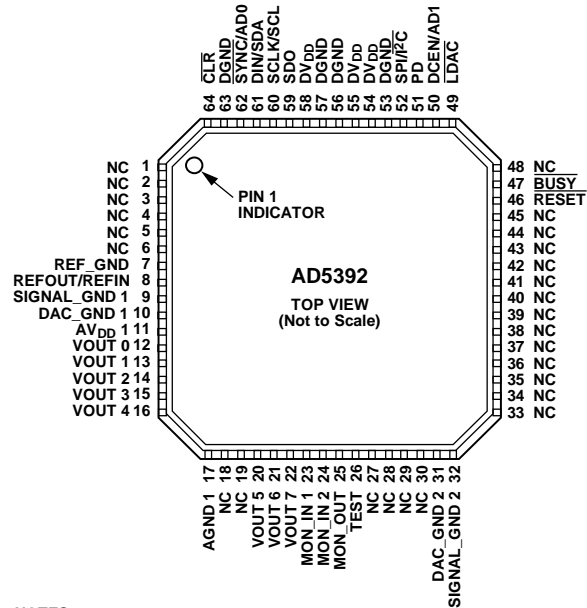 64 CLR
63 DGND
62 SYNC/AD0
61 DIN/SDA
60 SCLK/SCL
59 SDO
58 DVDD
57 DGND
56 DGND
55 DVDD
54 DVDD
53 DGND
52 SPI/I2C
51 PD
50 DCEN/AD1
49 LDAC
NC 1
NC 2
NC 3
NC 4
NC 5
NC 6
REF_GND 7
REFOUT/REFIN 8
SIGNAL_GND 1 9
DAC_GND 1 10
AVDD 1 11
VOUT 0 12
VOUT 1 13
VOUT 2 14
VOUT 3 15
VOUT 4 16
PIN 1
INDICATOR
AD5392
TOP VIEW
(Not to Scale)
48 NC
47 BUSY
46 RESET
45 NC
44 NC
43 NC
42 NC
41 NC
40 NC
39 NC
38 NC
37 NC
36 NC
35 NC
34 NC
33 NC
AGND 1 17
NC 18
NC 19
VOUT 5 20
VOUT 6 21
VOUT 7 22
MON_IN 1 23
MON_IN 2 24
MON_OUT 25
TEST 26
NC 27
NC 28
NC 29
NC 30
DAC_GND 2 31
SIGNAL_GND 2 32